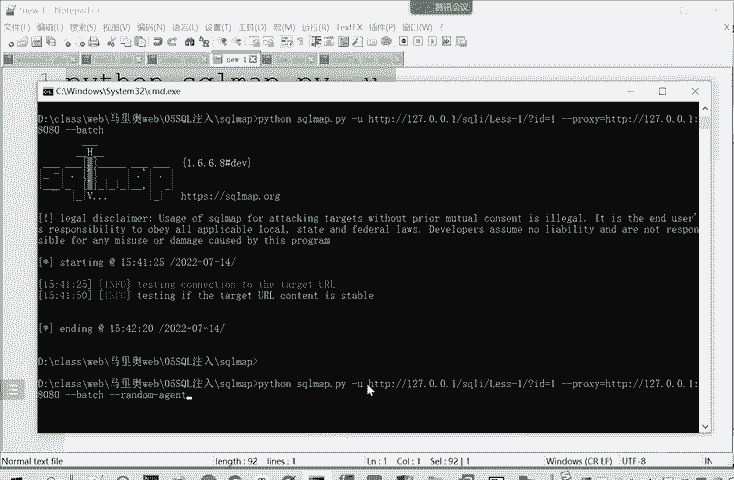 *new 1 - Notepad++
腾讯会议
文件(F) 编辑(E) 搜索(S) 视图(V) 编码(N) 语言(L) 设置(T) 工具(O) 宏(M) 运行(R) TextFX 插件(P) 窗口(W) ?
X
new 1
1 python sqlmap.py -u
C:\Windows\System32\cmd.exe
D:\class\web\马里奥web\05SQL注入\sqlmap>python sqlmap.py -u http://127.0.0.1/sqli/Less-1/?id=1 --proxy=http://127.0.0.1:
8080 --batch
{1.6.6.8#dev}
https://sqlmap.org
[!] legal disclaimer: Usage of sqlmap for attacking targets without prior mutual consent is illegal. It is the end user'
s responsibility to obey all applicable local, state and federal laws. Developers assume no liability and are not respon
sible for any misuse or damage caused by this program
[*] starting @ 15:41:25 /2022-07-14/
[15:41:25] [INFO] testing connection to the target URL
[15:41:50] [INFO] testing if the target URL content is stable
[*] ending @ 15:42:20 /2022-07-14/
D:\class\web\马里奥web\05SQL注入\sqlmap>
D:\class\web\马里奥web\05SQL注入\sqlmap>python sqlmap.py -u http://127.0.0.1/sqli/Less-1/?id=1 --proxy=http://127.0.0.1:
8080 --batch --random-agent
Normal text file
length : 92 lines : 1
Ln : 1 Col : 1 Sel : 92 | 1
Windows (CR LF)
UTF-8
IN